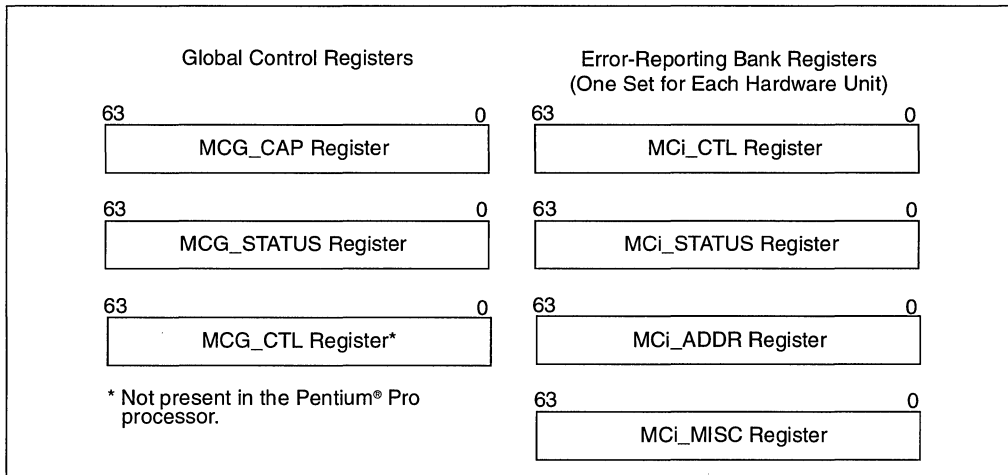 Global Control Registers
63 0
MCG_CAP Register
63 0
MCG_STATUS Register
63 0
MCG_CTL Register*
* Not present in the Pentium® Pro
processor.
Error-Reporting Bank Registers
(One Set for Each Hardware Unit)
63 0
MCi_CTL Register
63 0
MCi_STATUS Register
63 0
MCi_ADDR Register
63 0
MCi_MISC Register